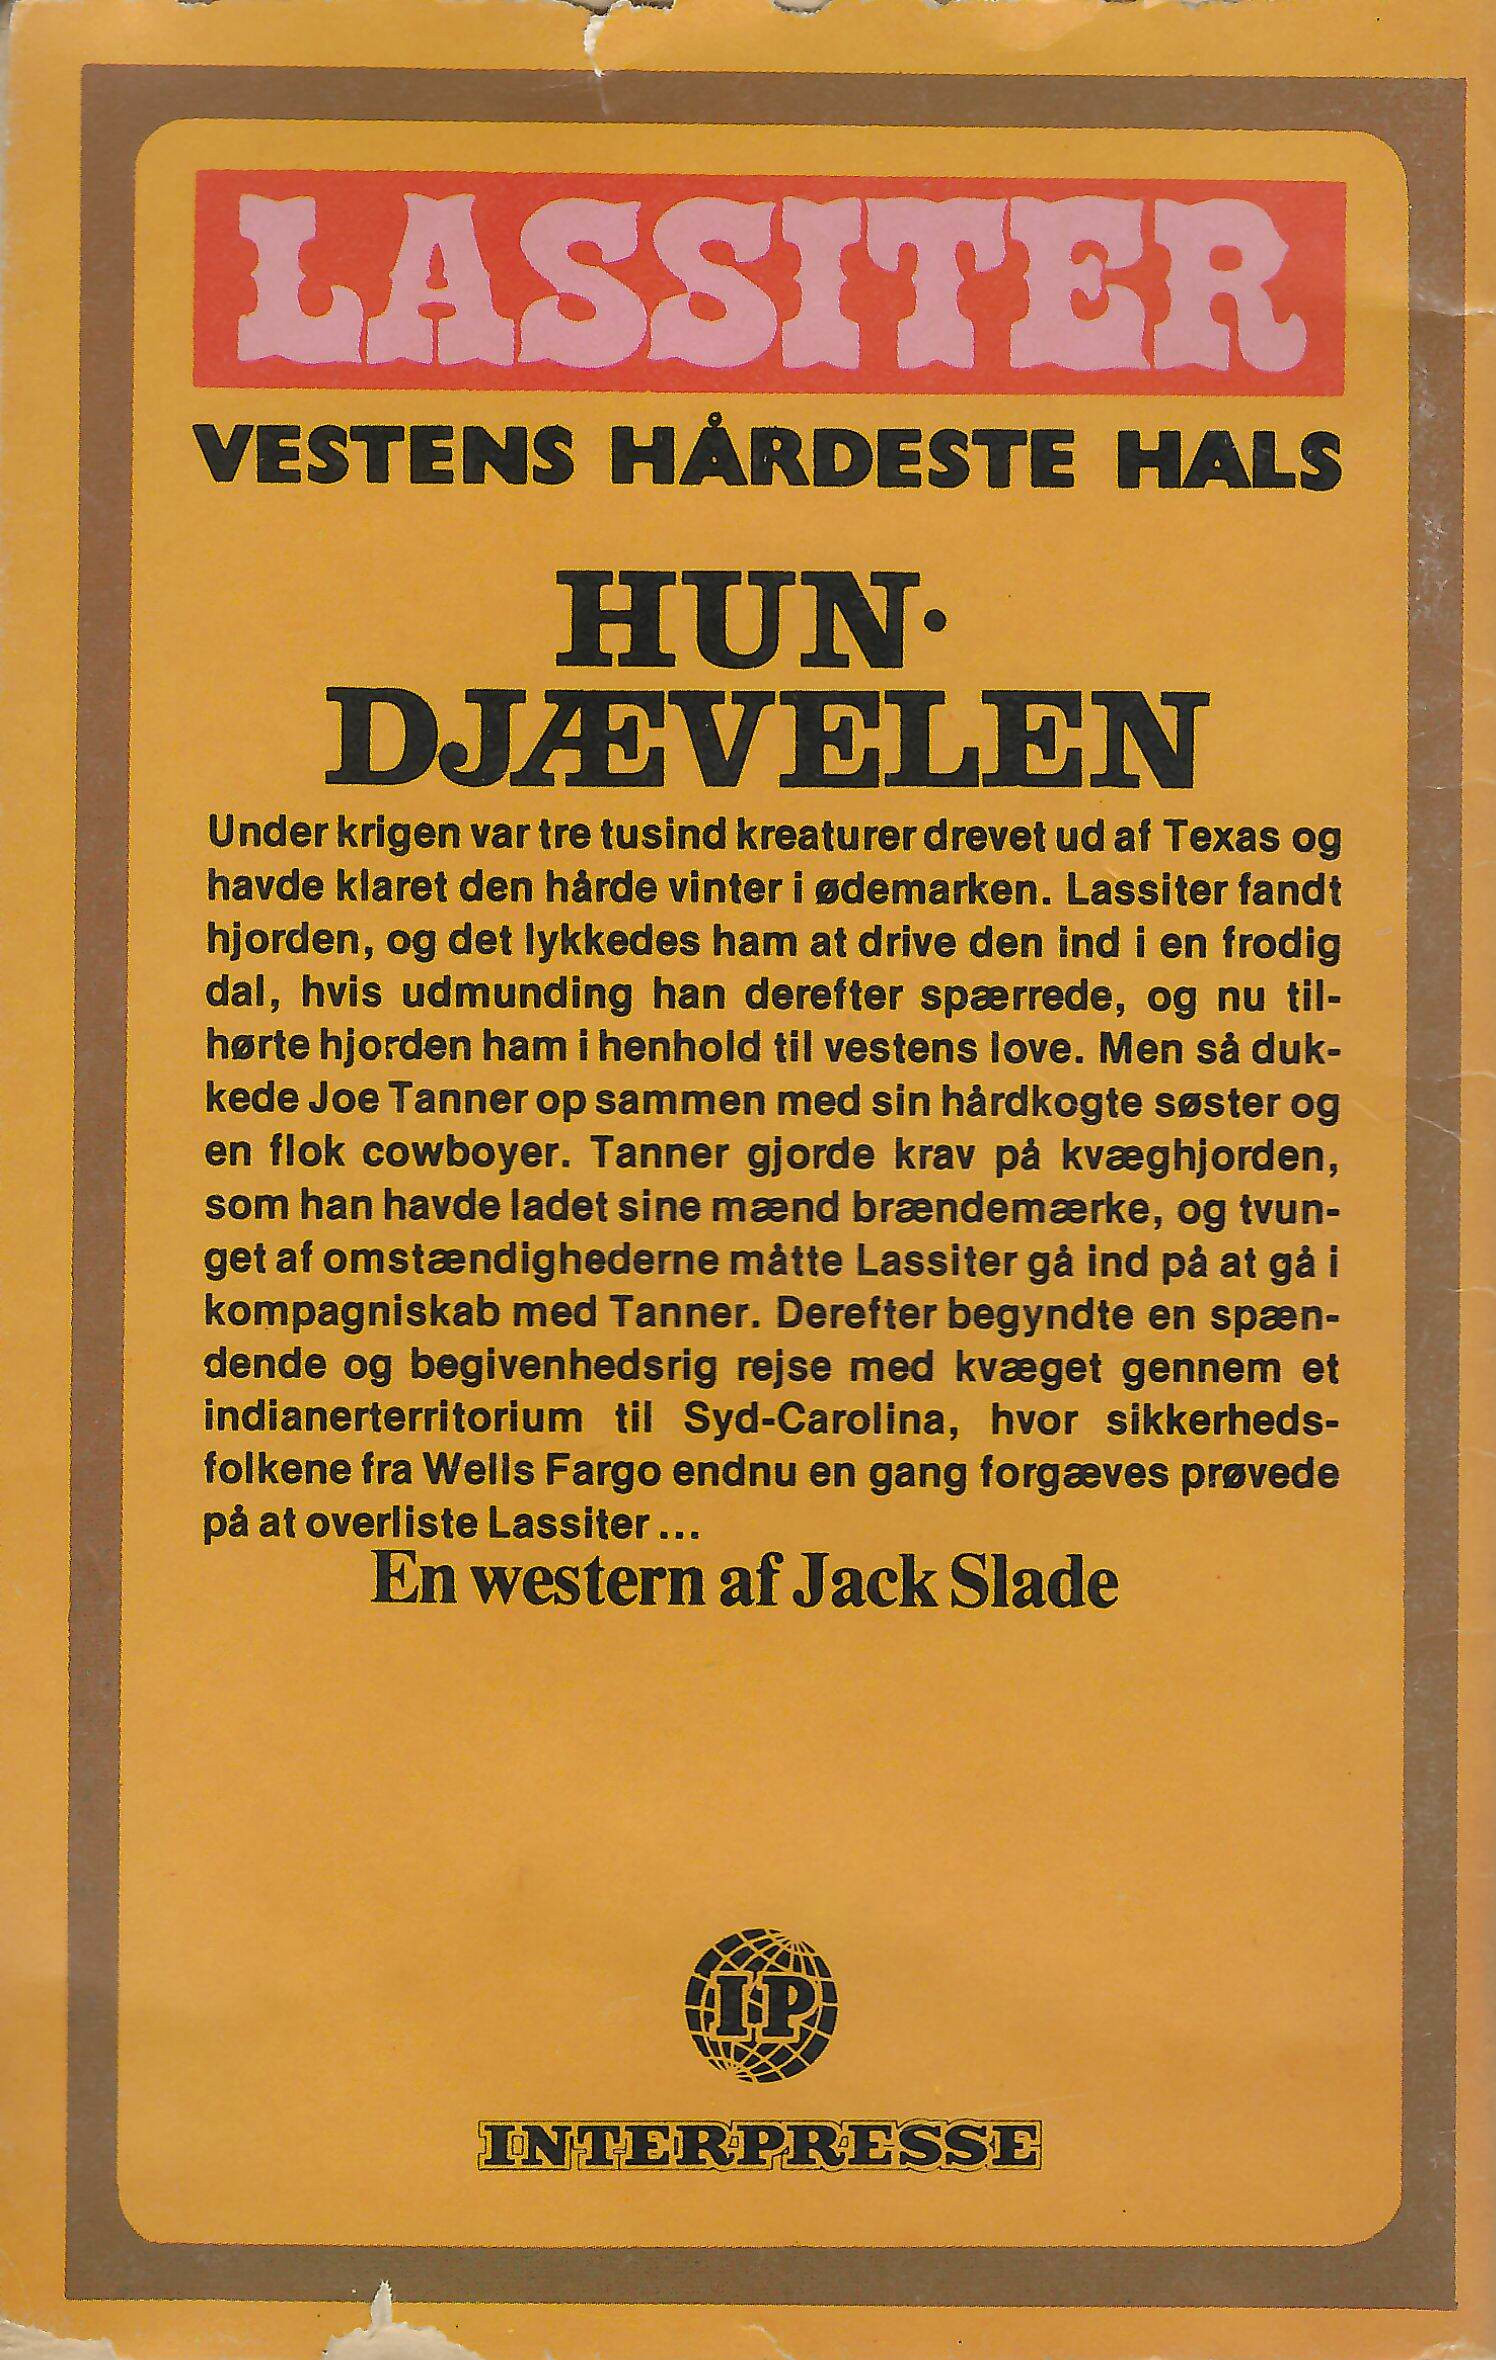 LASSITER
VESTENS HÅRDESTE HALS
HUN-
DJÆVELEN
Under krigen var tre tusind kreaturer drevet ud af Texas og
havde klaret den hårde vinter i ødemarken. Lassiter fandt
hjorden, og det lykkedes ham at drive den ind i en frodig
dal, hvis udmunding han derefter spærrede, og nu til-
hørte hjorden ham i henhold til vestens love. Men så duk-
kede Joe Tanner op sammen med sin hårdkogte søster og
en flok cowboyer. Tanner gjorde krav på kvæghjorden,
som han havde ladet sine mænd brændemærke, og tvun-
get af omstændighederne måtte Lassiter gå ind på at gå i
kompagniskab med Tanner. Derefter begyndte en spæn-
dende og begivenhedsrig rejse med kvæget gennem et
indianerterritorium til Syd-Carolina, hvor sikkerheds-
folkene fra Wells Fargo endnu en gang forgæves prøvede
på at overliste Lassiter ...
En western af Jack Slade
IP
INTERPRESSE